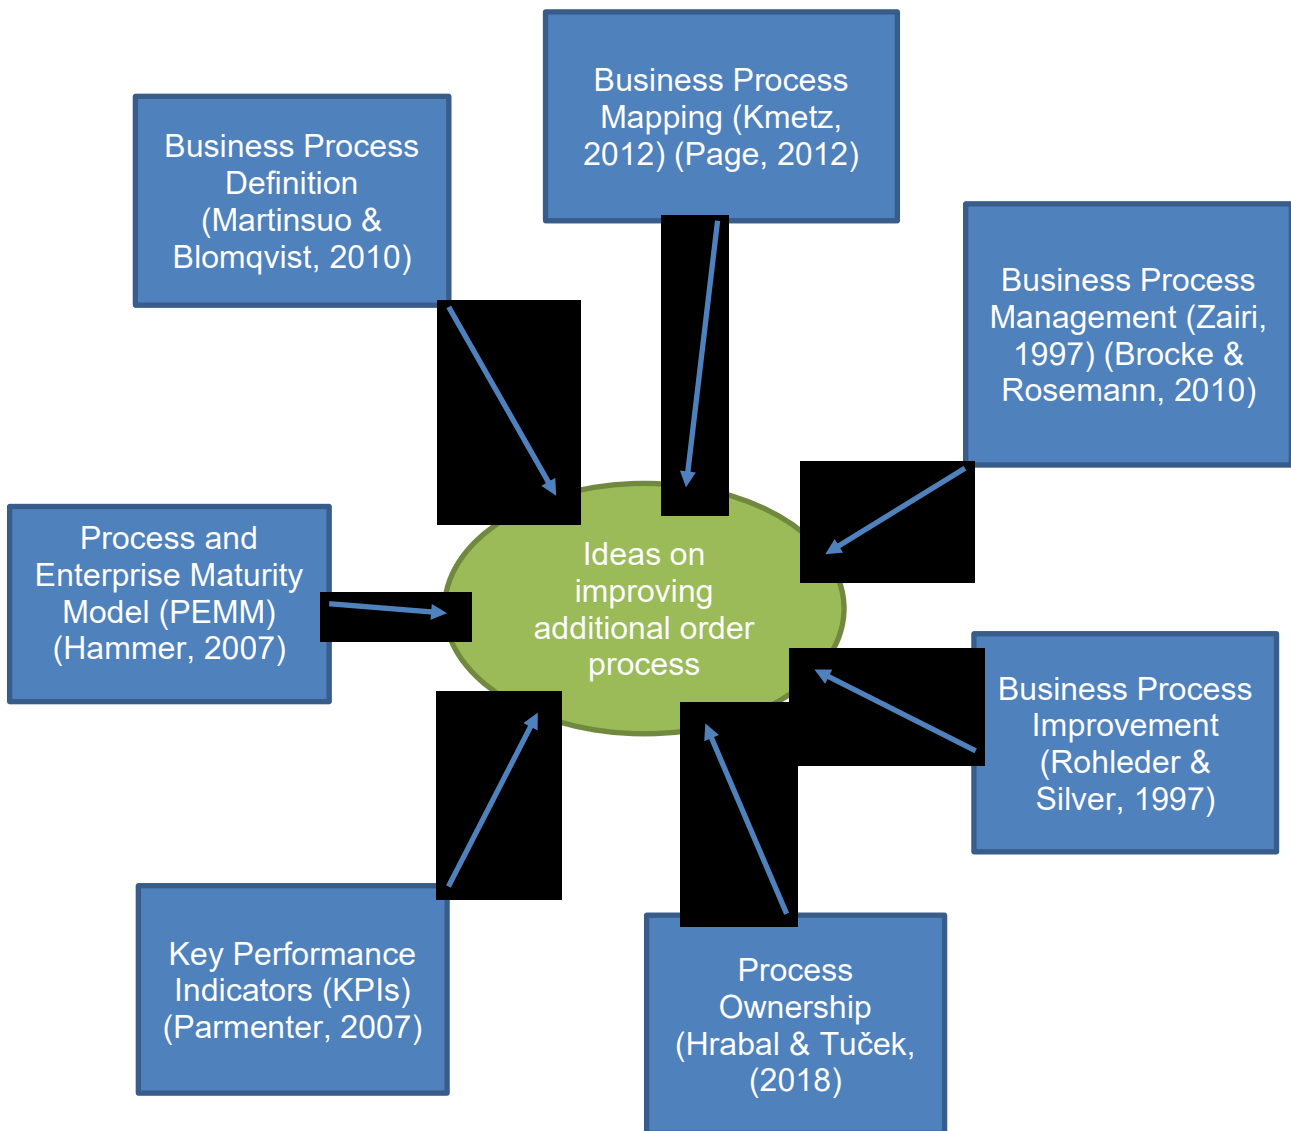 Business Process
Mapping (Kmetz,
2012) (Page, 2012)
Business Process
Definition
(Martinsuo &
Blomqvist, 2010)
Business Process
Management (Zairi,
1997) (Brocke &
Rosemann, 2010)
Process and
Enterprise Maturity
Model (PEMM)
(Hammer, 2007)
Ideas on
improving
additional order
process
Business Process
Improvement
(Rohleder &
Silver, 1997)
Key Performance
Indicators (KPIs)
(Parmenter, 2007)
Process
Ownership
(Hrabal & Tuček,
(2018)